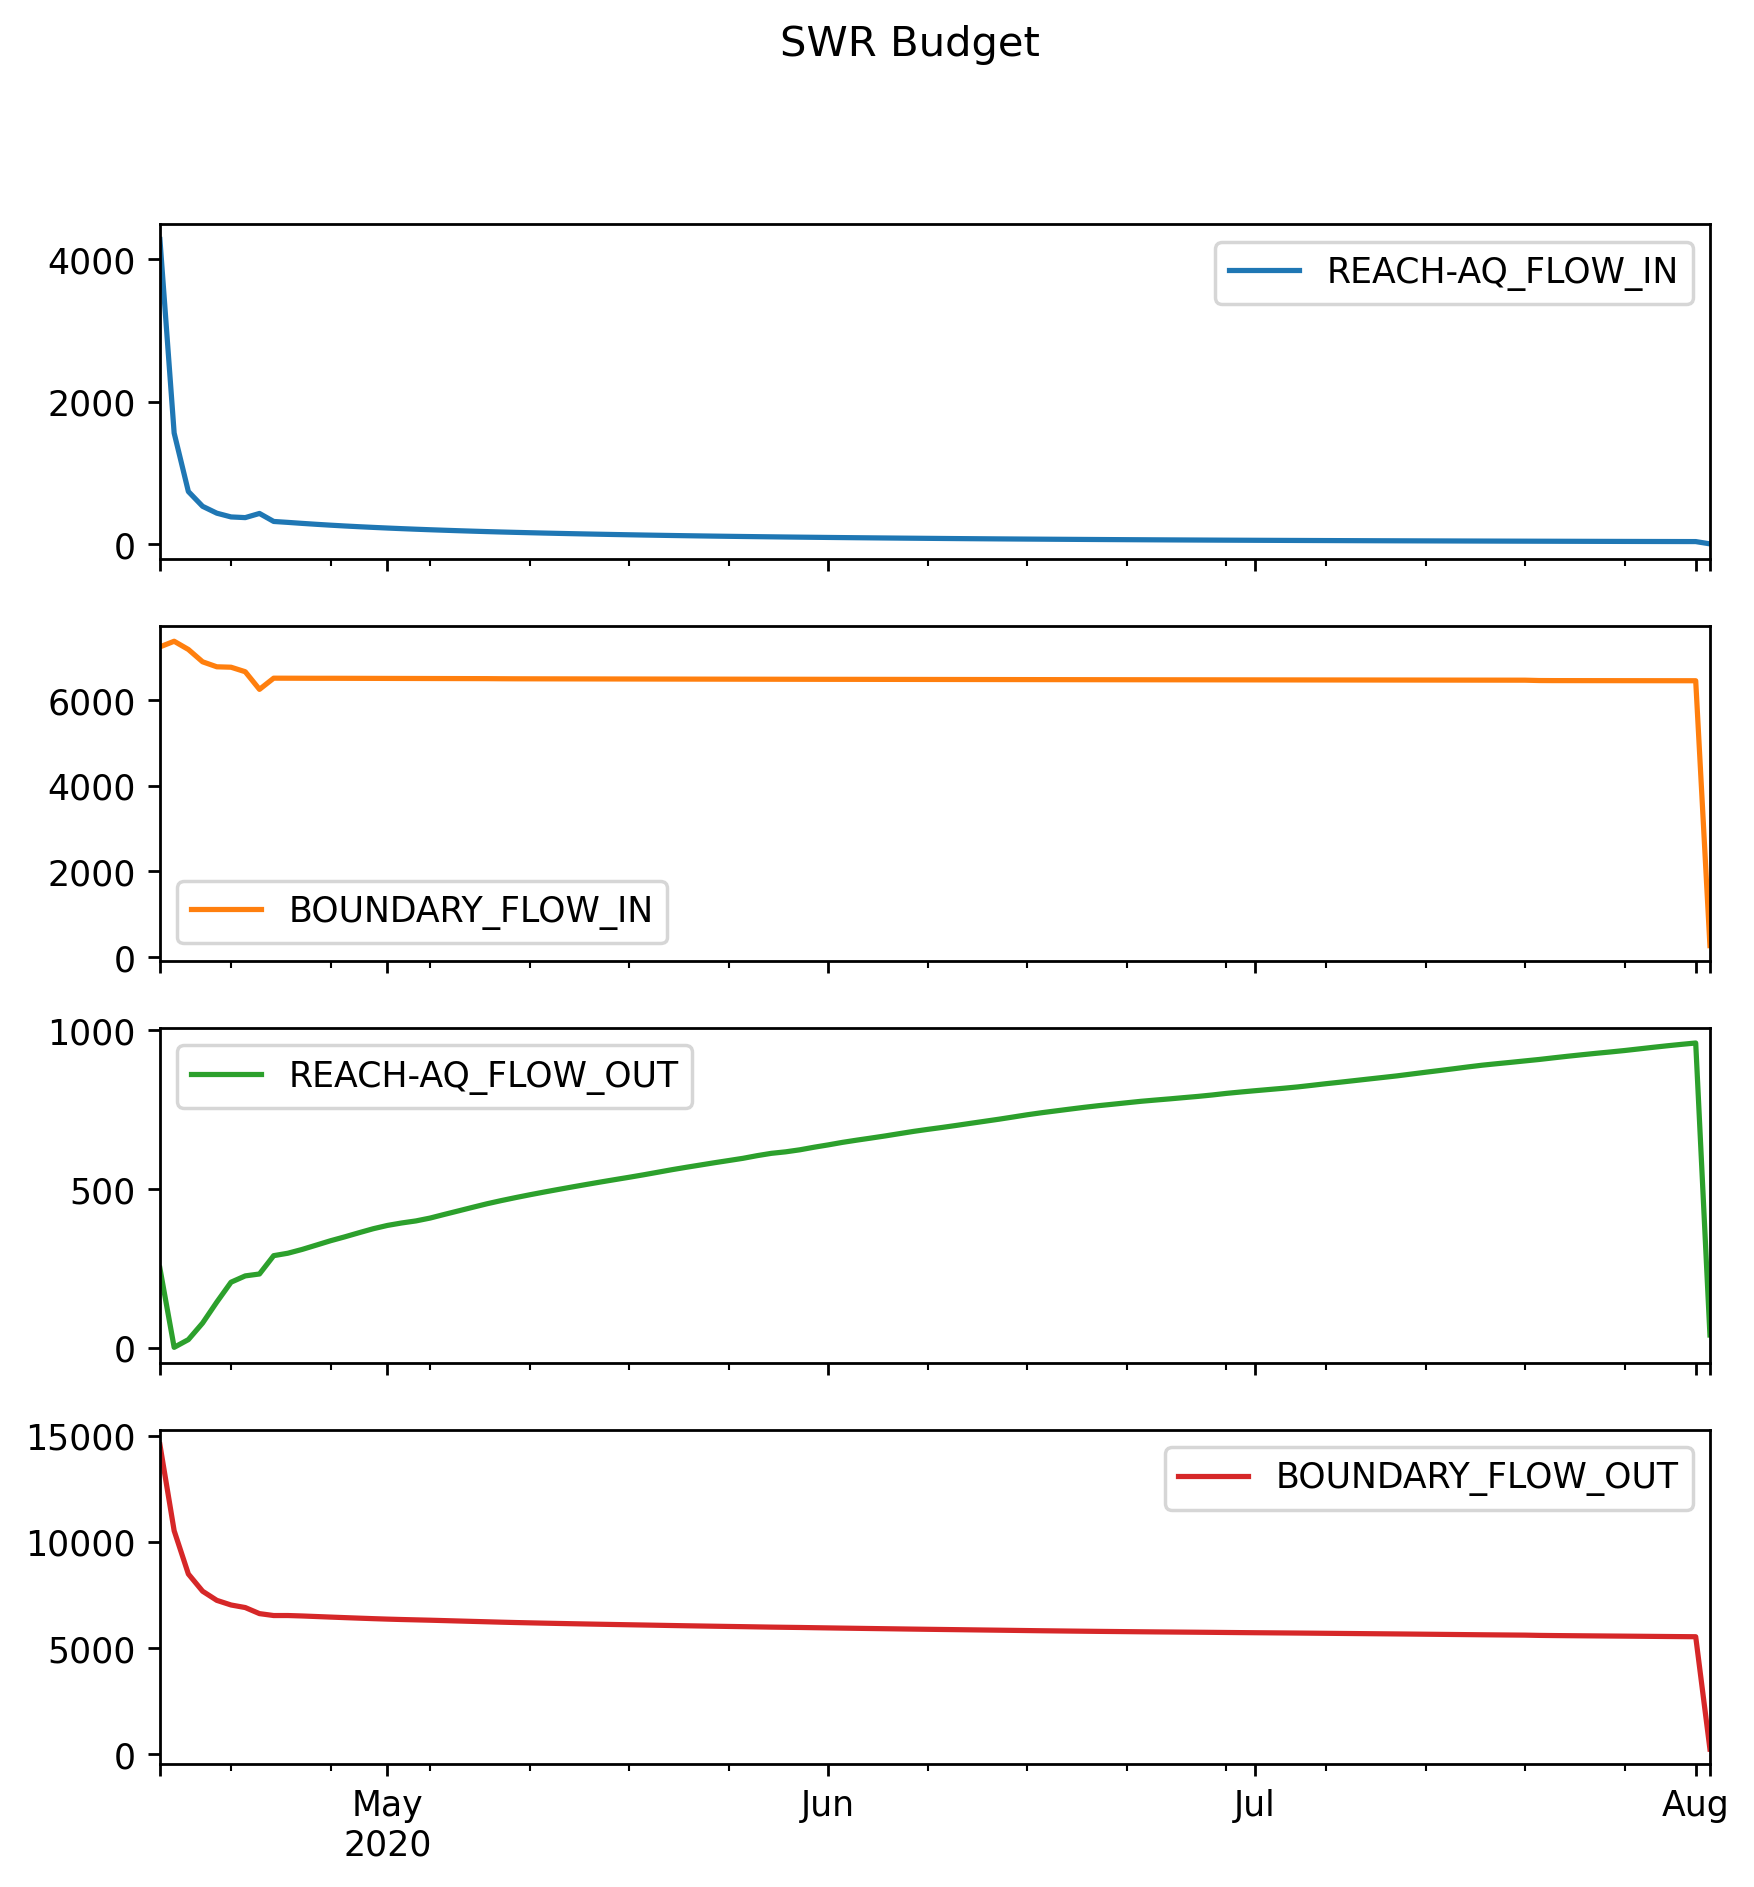 SWR Budget
4000
2000
0
REACH-AQ_FLOW_IN
6000
4000
2000
0
BOUNDARY_FLOW_IN
1000
500
0
REACH-AQ_FLOW_OUT
15000
10000
5000
0
BOUNDARY_FLOW_OUT
May Jun Jul Aug
2020